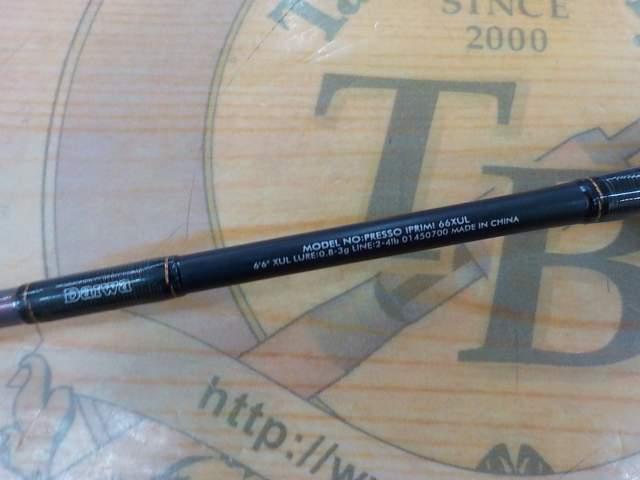 SINCE
2000
TB
MODEL NO:PRESSO IPRIMI 66XUL
6'6" XUL LURE:0.8-3g LINE:2-4lb 01450700 MADE IN CHINA
Daiwa
http://w